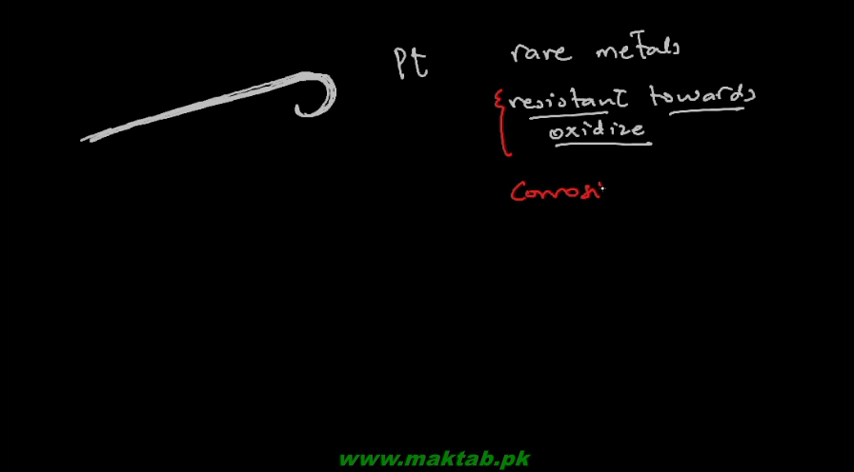 Pt rare metals
resistant towards
oxidize
Corrosi
www.maktab.pk